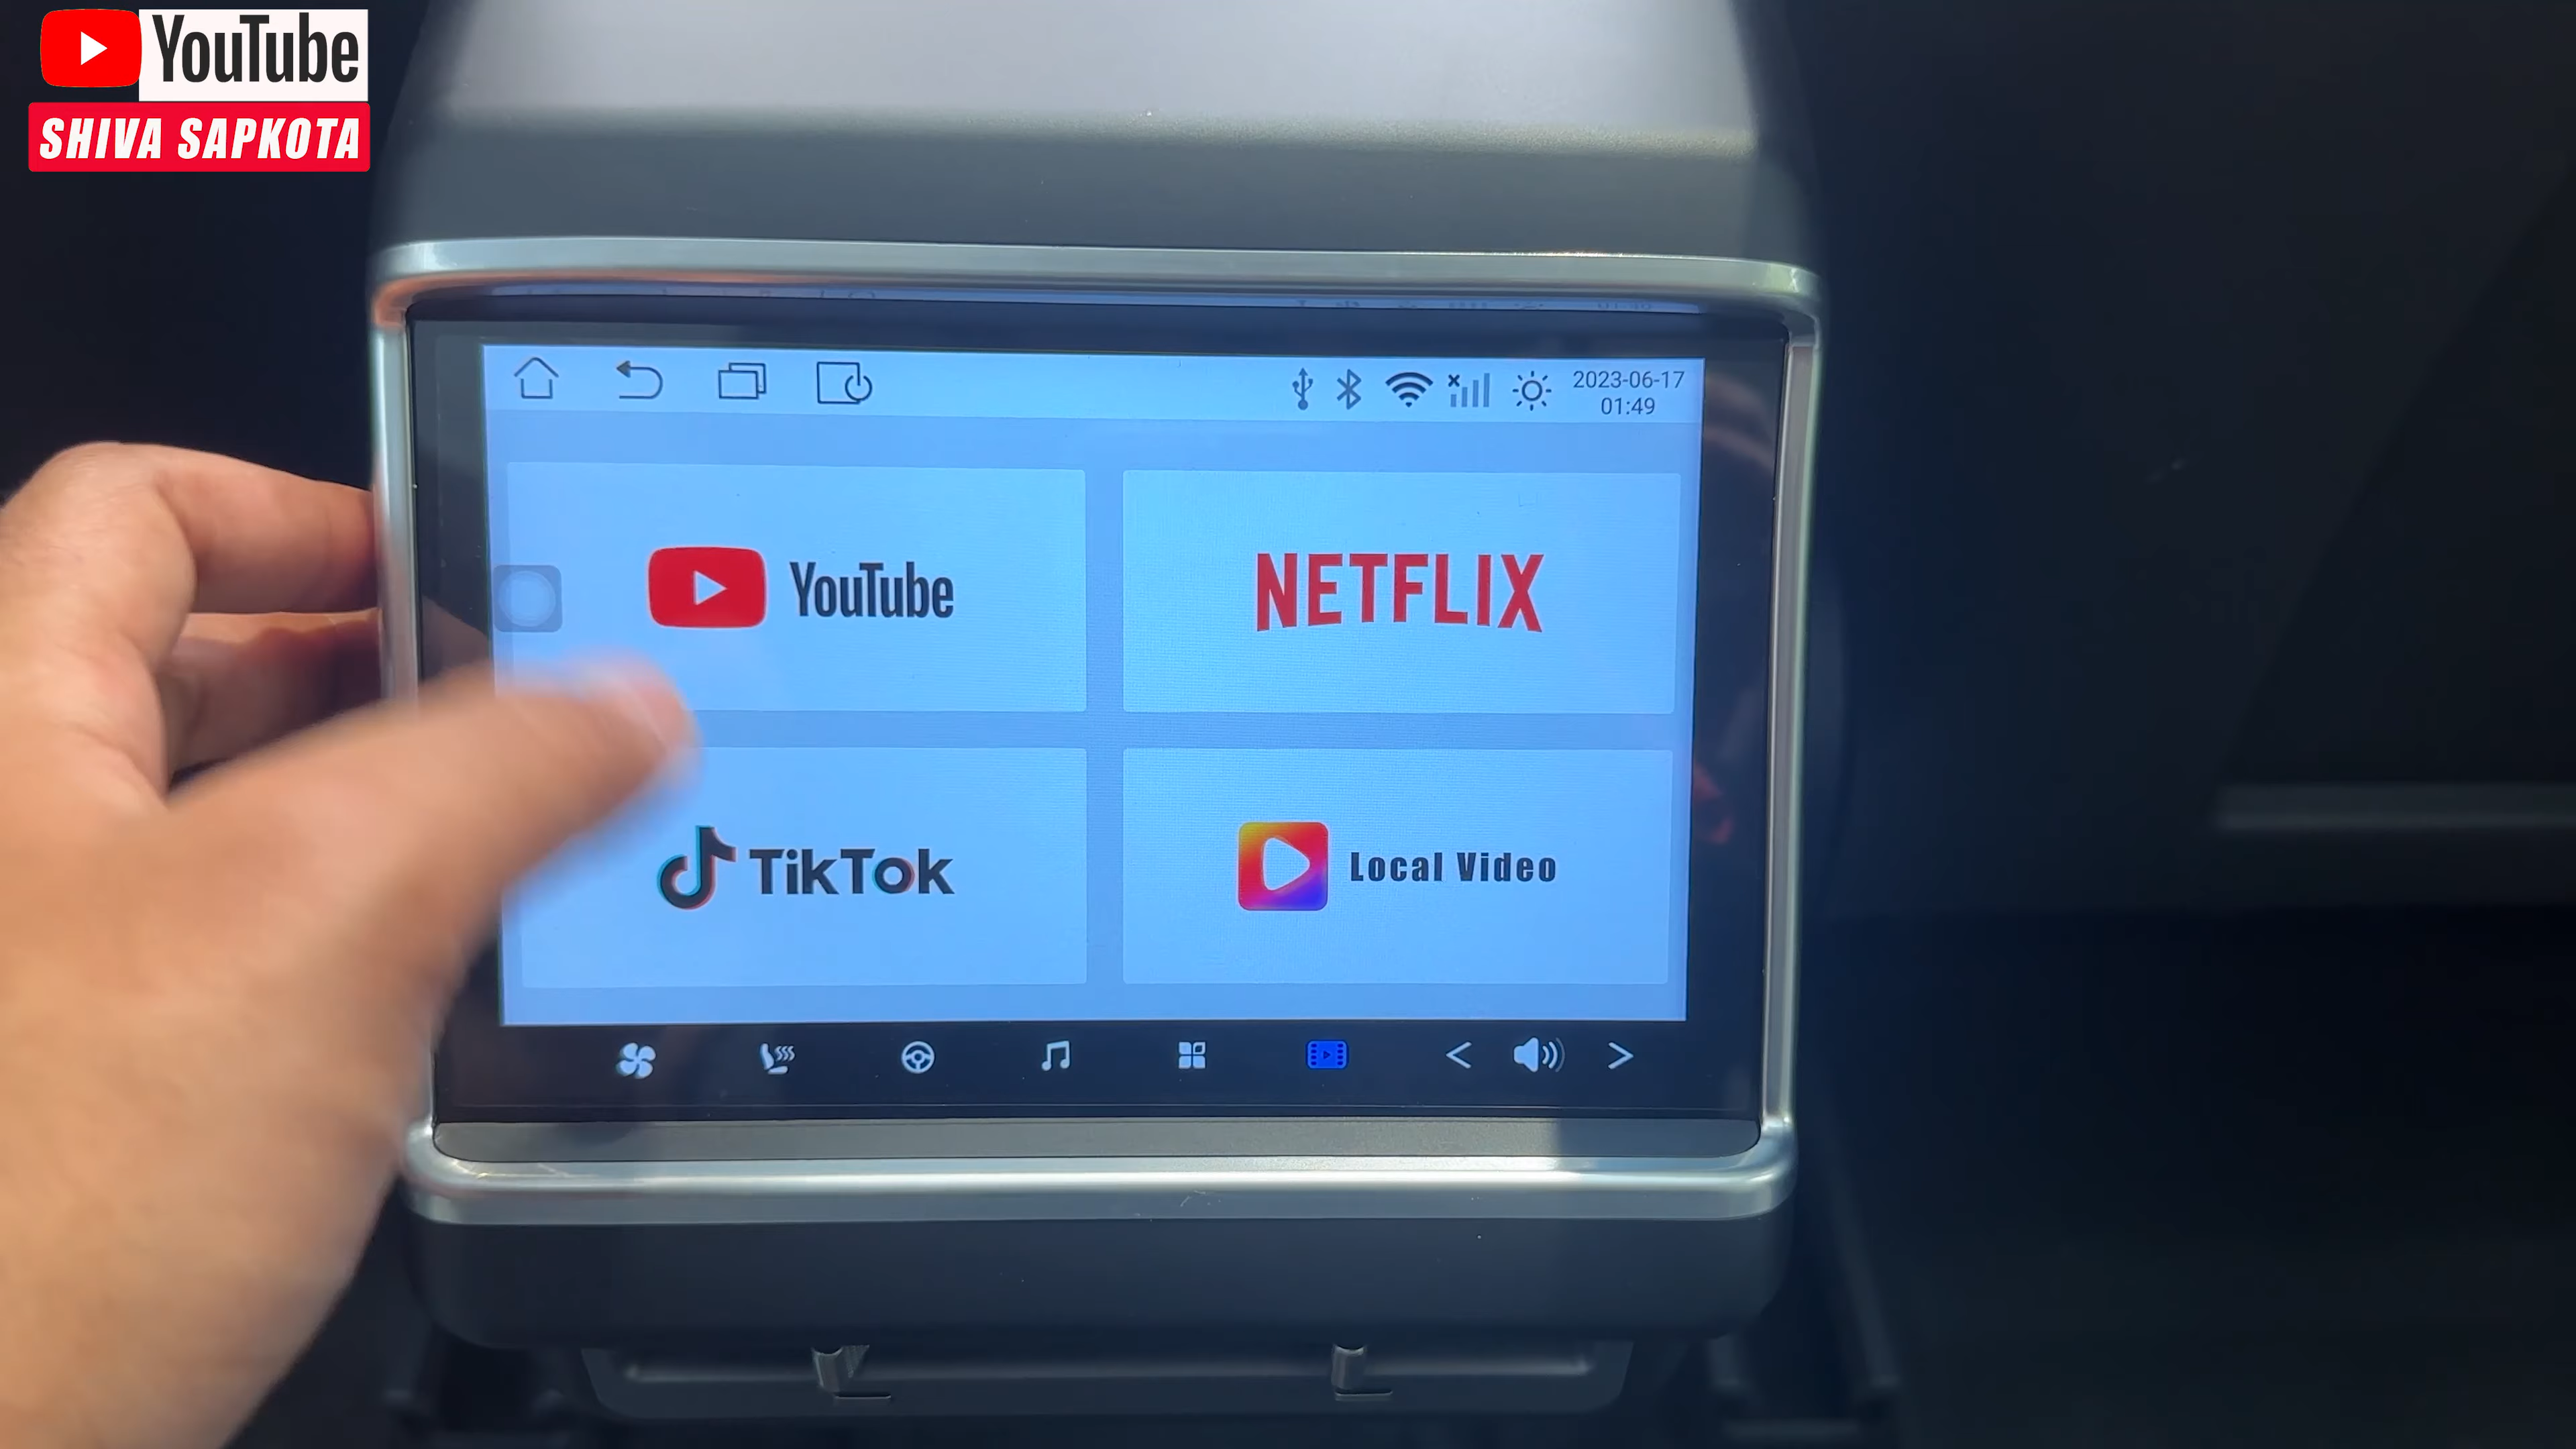 YouTube
SHIVA SAPKOTA
2023-06-17
01:49
YouTube
NETFLIX
TikTok
Local Video